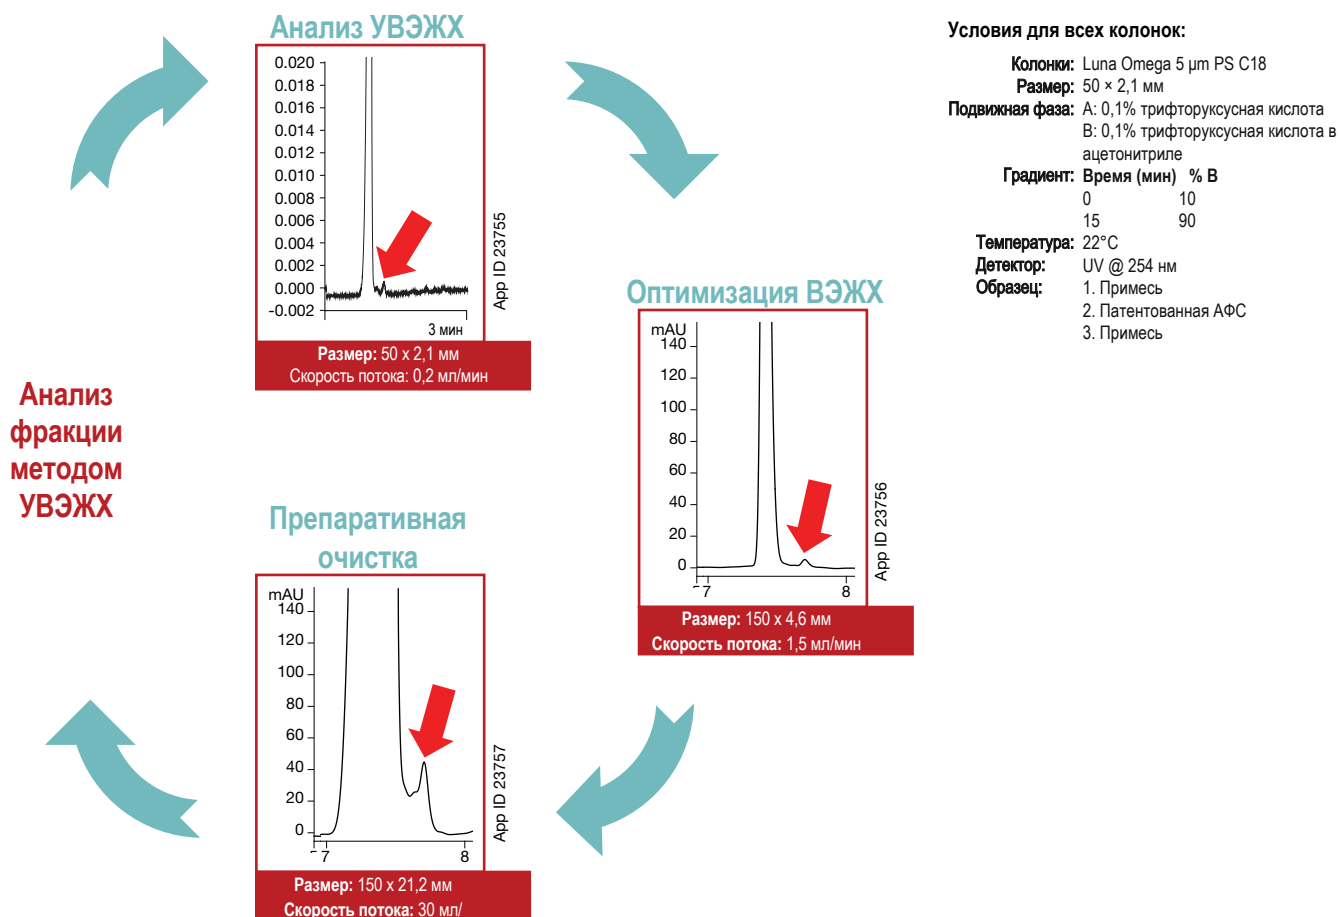 Анализ УВЭЖХ
0.020
0.018
0.016
0.014
0.012
0.010
0.008
0.006
0.004
0.002
0.000
-0.002
3 мин
App ID 23755
Размер: 50 x 2,1 мм
Скорость потока: 0,2 мл/мин
Условия для всех колонок:
Колонки: Luna Omega 5 µm PS C18
Размер: 50 × 2,1 мм
Подвижная фаза: А: 0,1% трифторуксусная кислота
В: 0,1% трифторуксусная кислота в
ацетонитриле
Градиент: Время (мин) % В
0 10
15 90
Температура: 22°C
Детектор: UV @ 254 нм
Образец: 1. Примесь
2. Патентованная АФС
3. Примесь
Оптимизация ВЭЖХ
mAU
140
120
100
80
60
40
20
0
7 8
App ID 23756
Размер: 150 x 4,6 мм
Скорость потока: 1,5 мл/мин
Анализ
фракции
методом
УВЭЖХ
Препаративная
очистка
mAU
140
120
100
80
60
40
20
0
7 8
App ID 23757
Размер: 150 x 21,2 мм
Скорость потока: 30 мл/